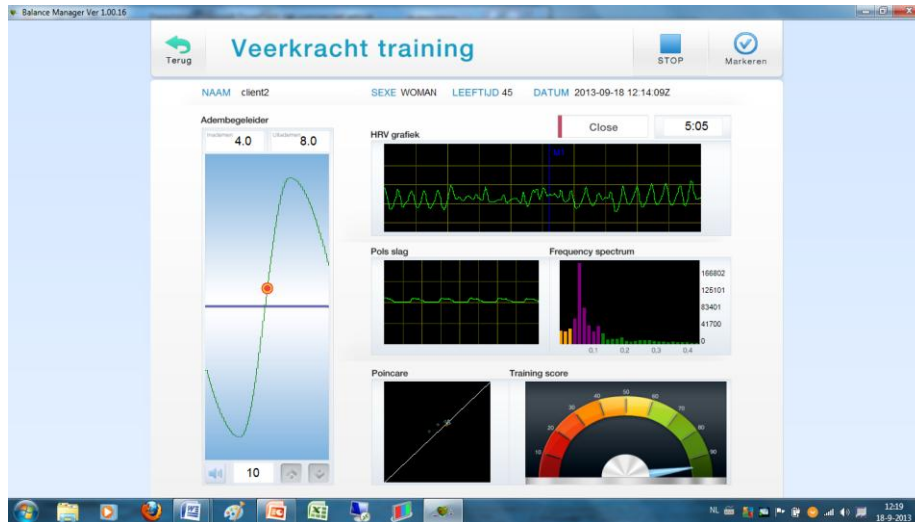 Balance Manager Ver 1.00.16
Terug
Veerkracht training
STOP
Markeren
NAAM client2 SEXE WOMAN LEEFTIJD 45 DATUM 2013-09-18 12:14:09Z
Adembegeleider
Inademen 4.0 Uitademen 8.0
HRV grafiek
Close
5:05
Pols slag
Frequency spectrum
166802
125101
83401
41700
0
0.1 0.2 0.3 0.4
Poincare
Training score
10 20 30 40 50 60 70 80 90
10
NL
12:19
18-9-2013